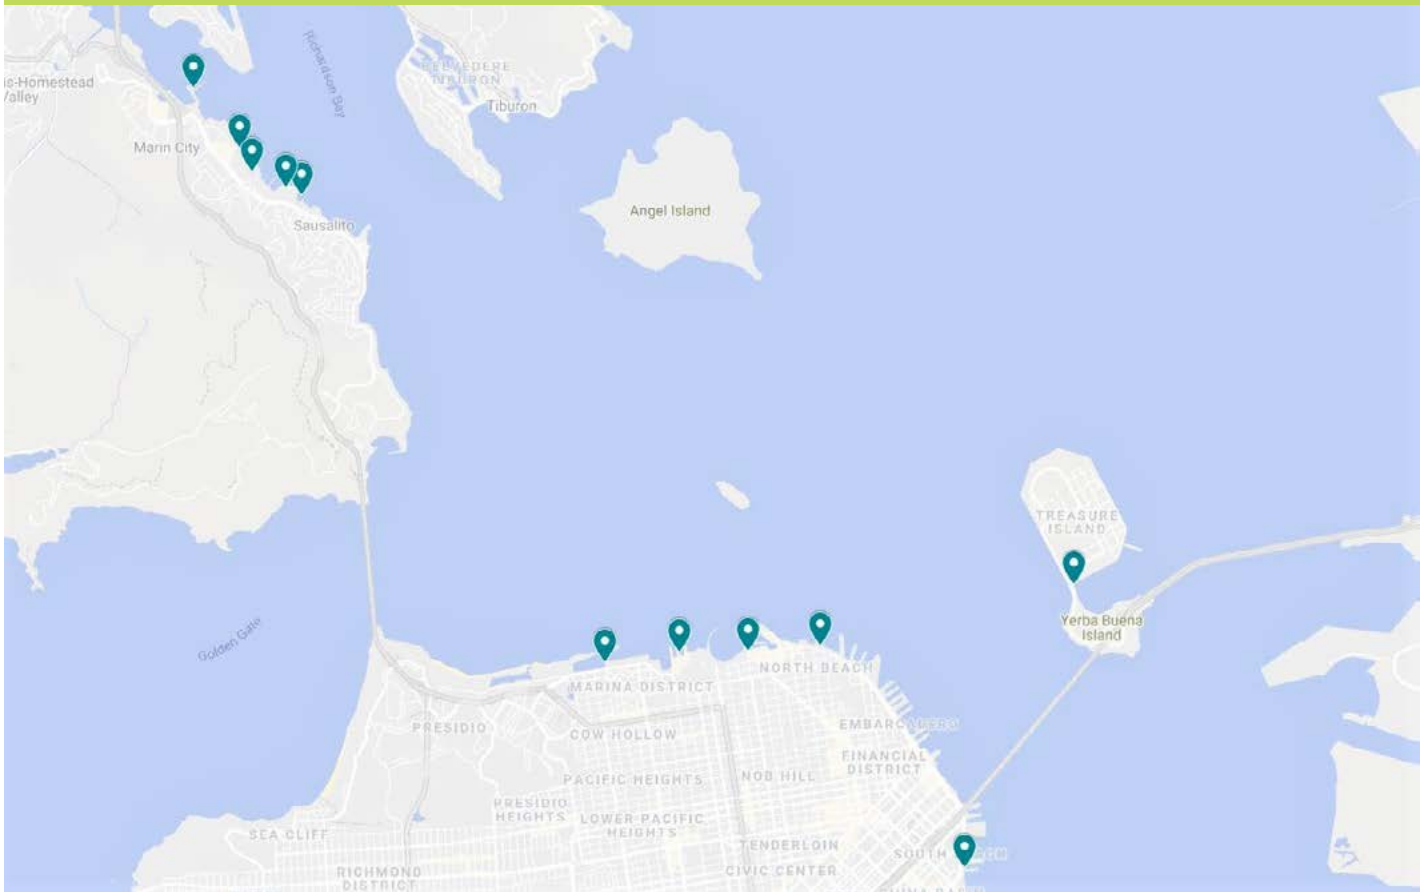 Richardson Bay
BELVEDERE
TIBURON
-Homestead
Valley
Tiburon
Marin City
Angel Island
Sausalito
TREASURE
ISLAND
Yerba Buena
Island
Golden Gate
NORTH BEACH
MARINA DISTRICT
PRESIDIO
EMBARCADERO
COW HOLLOW
FINANCIAL
DISTRICT
PACIFIC HEIGHTS
NOB HILL
PRESIDIO
HEIGHTS
LOWER PACIFIC
HEIGHTS
SEA CLIFF
TENDERLOIN
SOUTH
CIVIC CENTER
RICHMOND
DISTRICT